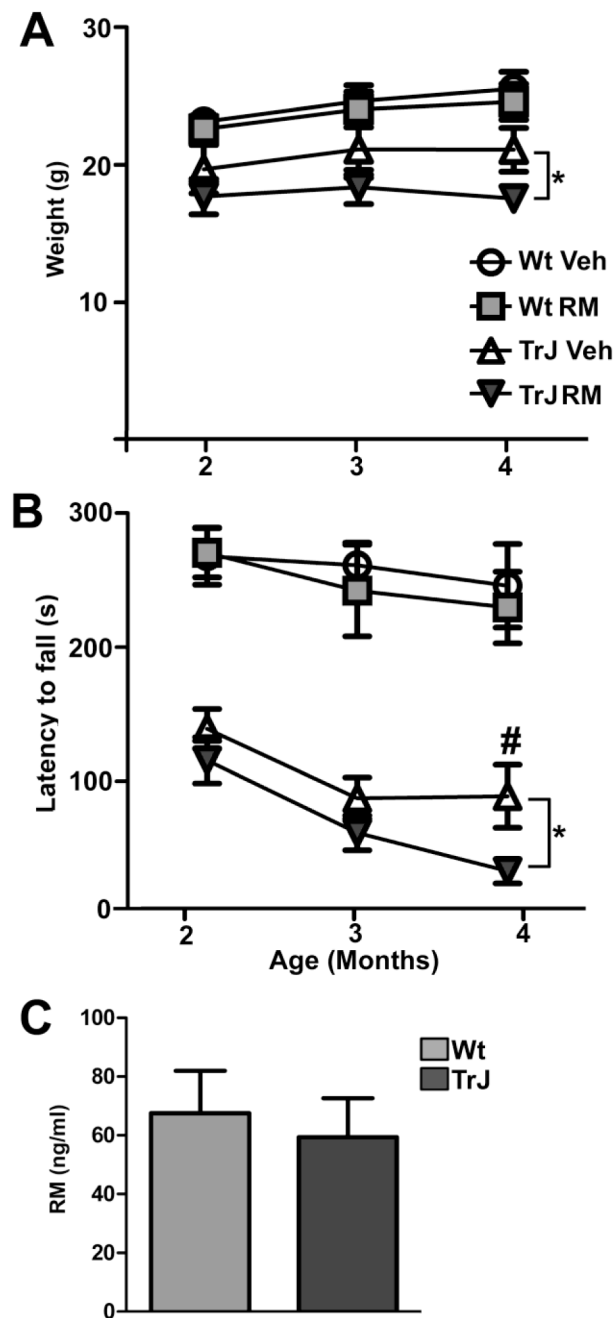 A
30
20
10
Weight (g)
*
Wt Veh
Wt RM
TrJ Veh
TrJ RM
2 3 4
B
300
200
100
0
Latency to fall (s)
#
*
2 3 4
Age (Months)
C
100
80
60
40
20
0
RM (ng/ml)
Wt
TrJ